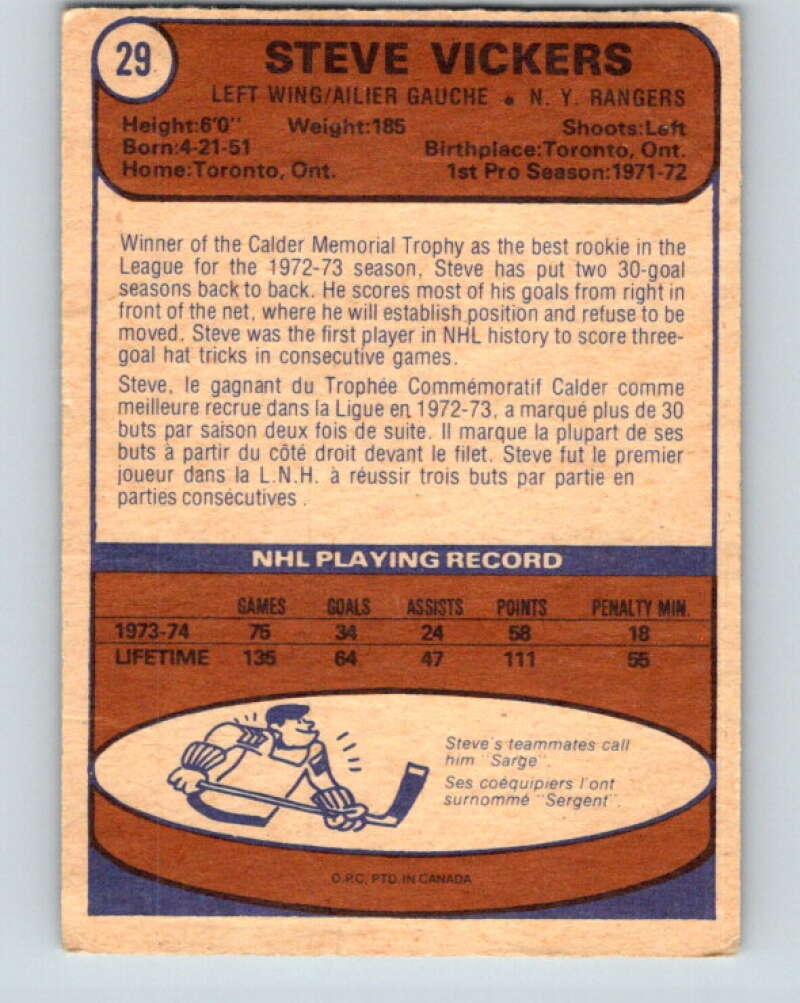 29
STEVE VICKERS
LEFT WING/AILIER GAUCHE • N. Y. RANGERS
Height:6'0" Weight:185 Shoots:Left
Born:4-21-51 Birthplace:Toronto, Ont.
Home:Toronto, Ont. 1st Pro Season:1971-72
Winner of the Calder Memorial Trophy as the best rookie in the
League for the 1972-73 season, Steve has put two 30-goal
seasons back to back. He scores most of his goals from right in
front of the net, where he will establish position and refuse to be
moved. Steve was the first player in NHL history to score three-
goal hat tricks in consecutive games.
Steve, le gagnant du Trophée Commémoratif Calder comme
meilleure recrue dans la Ligue en 1972-73, a marqué plus de 30
buts par saison deux fois de suite. Il marque la plupart de ses
buts à partir du côté droit devant le filet. Steve fut le premier
joueur dans la L.N.H. à réussir trois buts par partie en
parties consécutives.
NHL PLAYING RECORD
GAMES GOALS ASSISTS POINTS PENALTY MIN.
1973-74 75 34 24 58 18
LIFETIME 135 64 47 111 55
Steve's teammates call
him "Sarge".
Ses coéquipiers l'ont
surnommé "Sergent".
O.P.C. PTD. IN CANADA